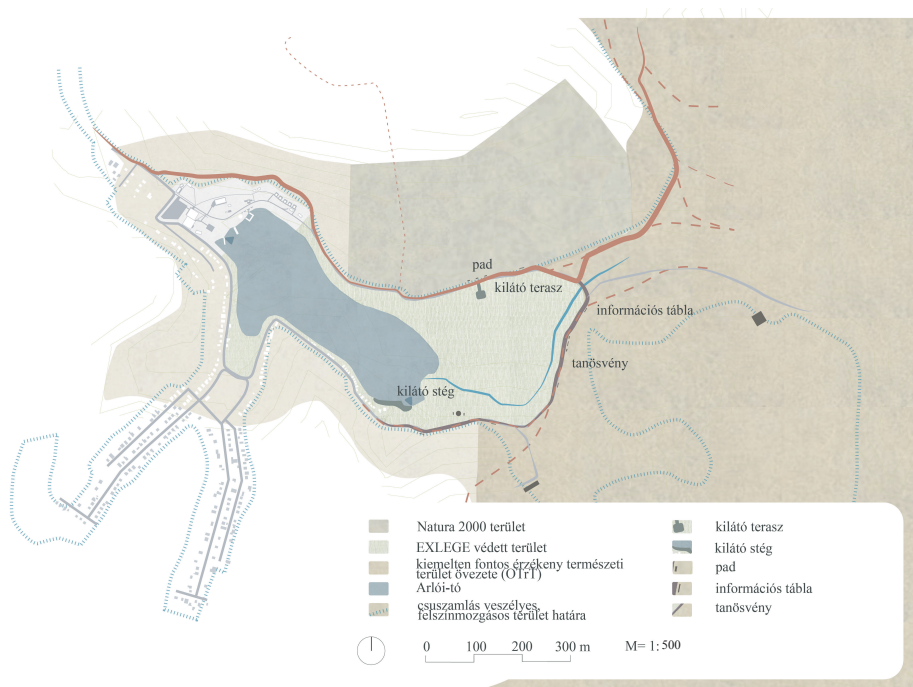 pad
kilátó terasz
információs tábla
tanösvény
kilátó stég
Natura 2000 terület
EXLEGE védett terület
kiemelten fontos érzékeny természeti
terület övezete (OTrT)
Arlói-tó
csuszamlás veszélyes,
felszínmozgásos terület határa
kilátó terasz
kilátó stég
pad
információs tábla
tanösvény
0 100 200 300 m
M= 1: 500